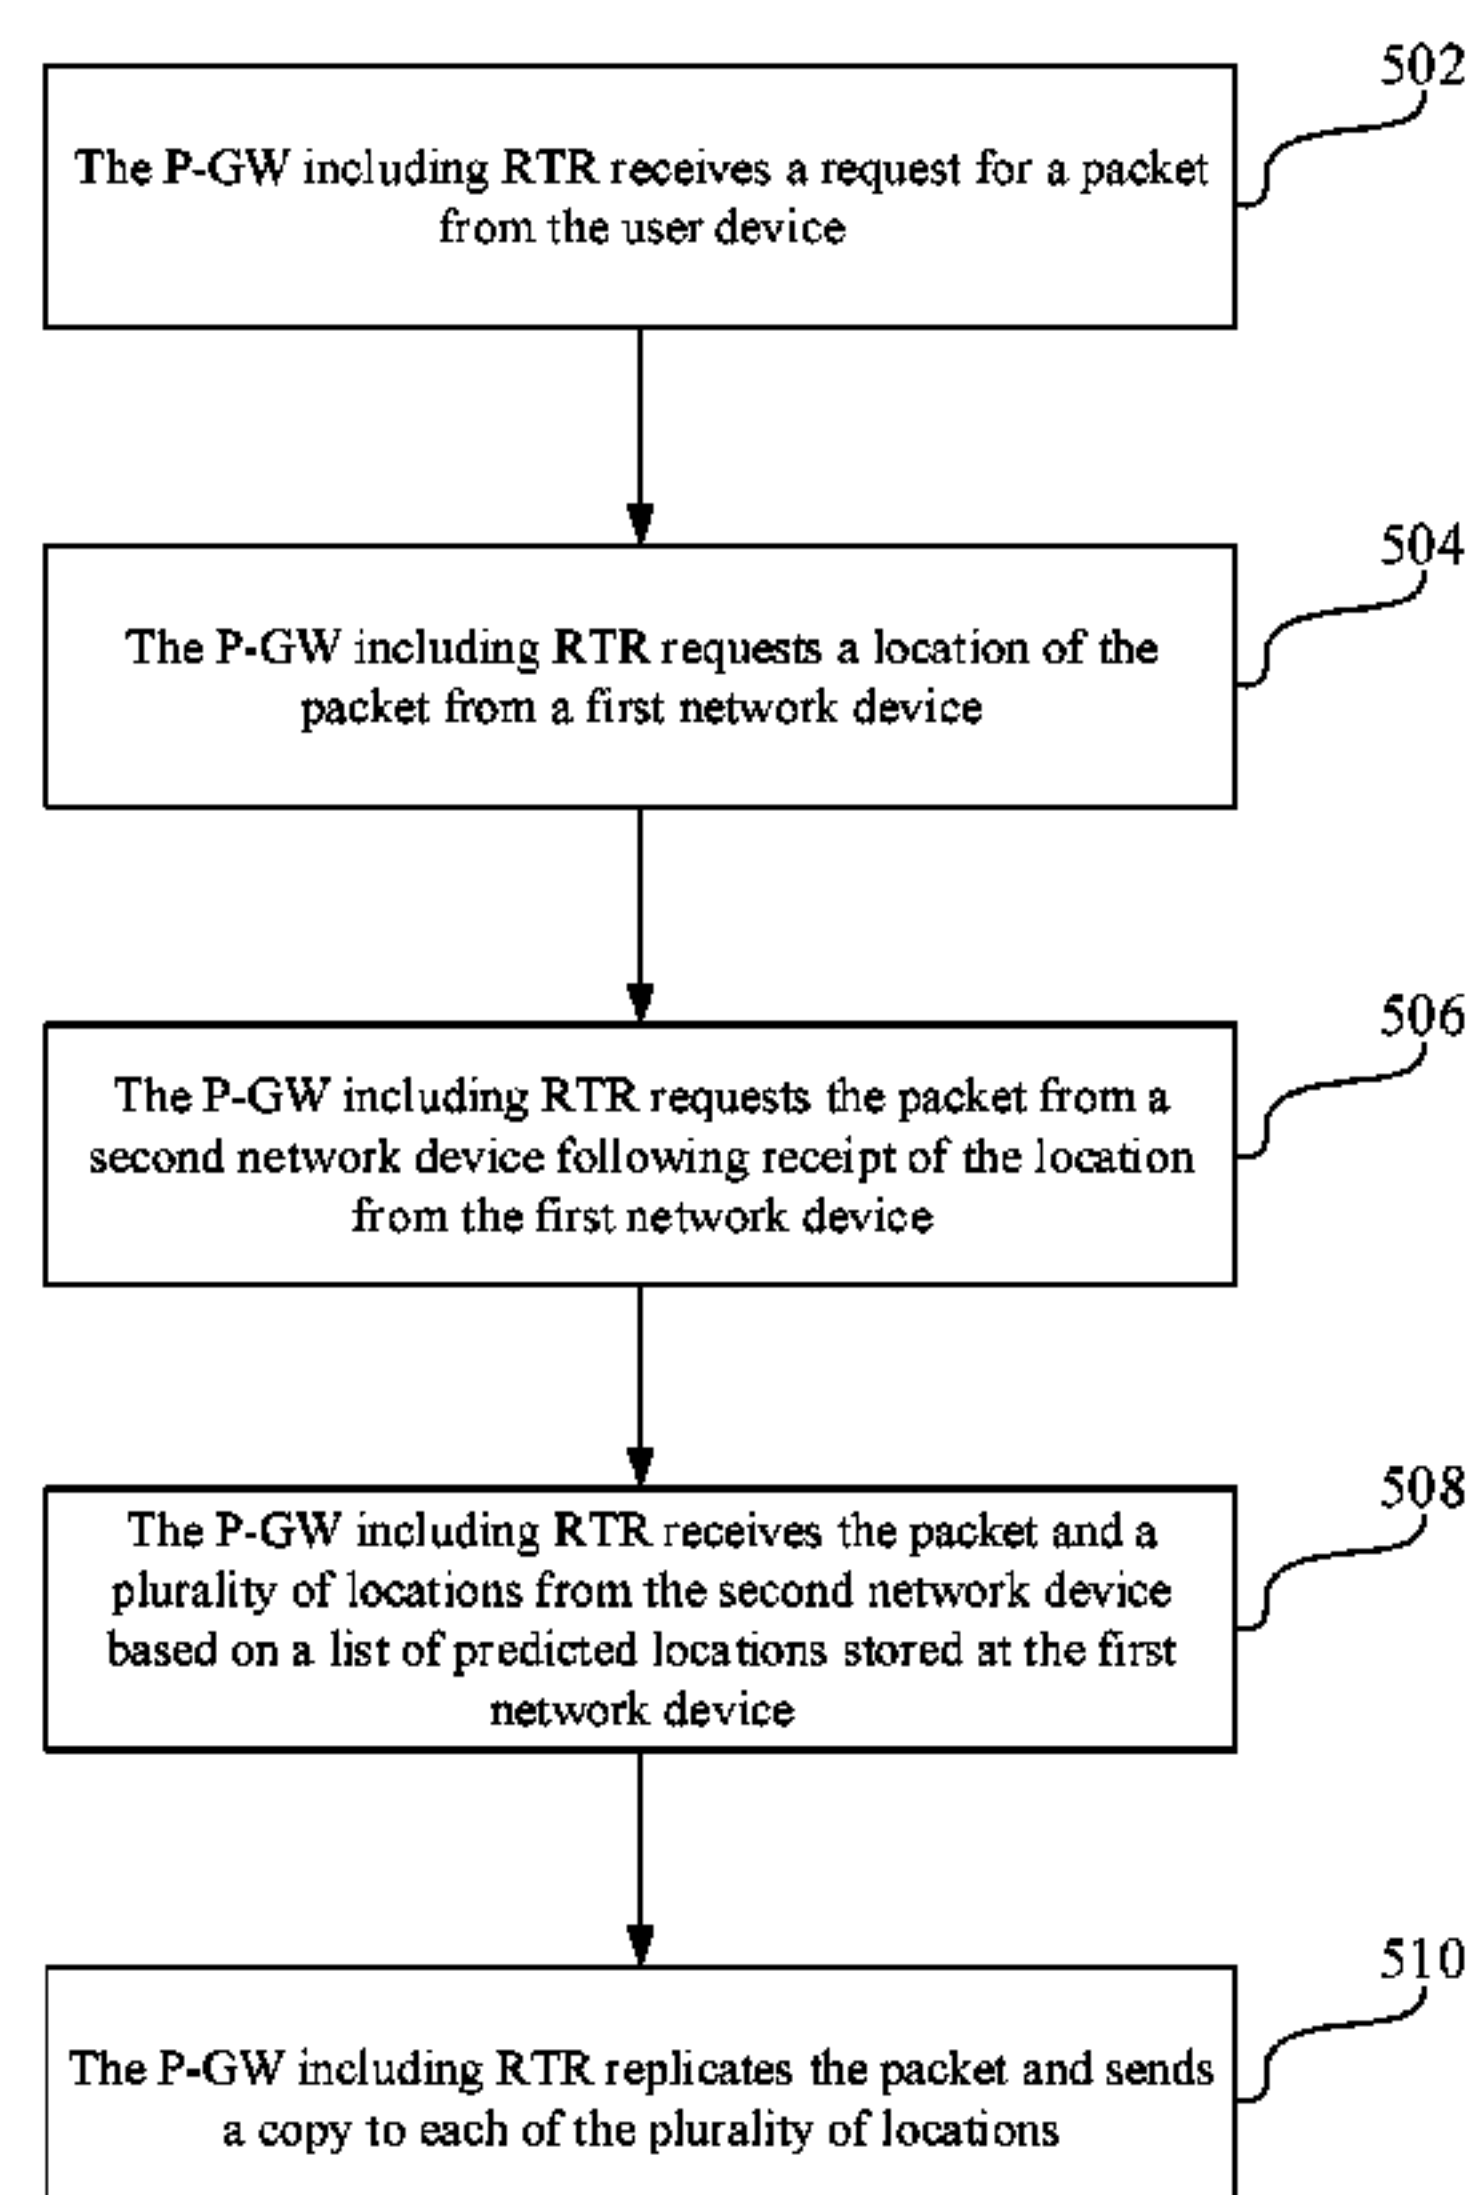 502
The P-GW including RTR receives a request for a packet
from the user device
504
The P-GW including RTR requests a location of the
packet from a first network device
506
The P-GW including RTR requests the packet from a
second network device following receipt of the location
from the first network device
508
The P-GW including RTR receives the packet and a
plurality of locations from the second network device
based on a list of predicted locations stored at the first
network device
510
The P-GW including RTR replicates the packet and sends
a copy to each of the plurality of locations